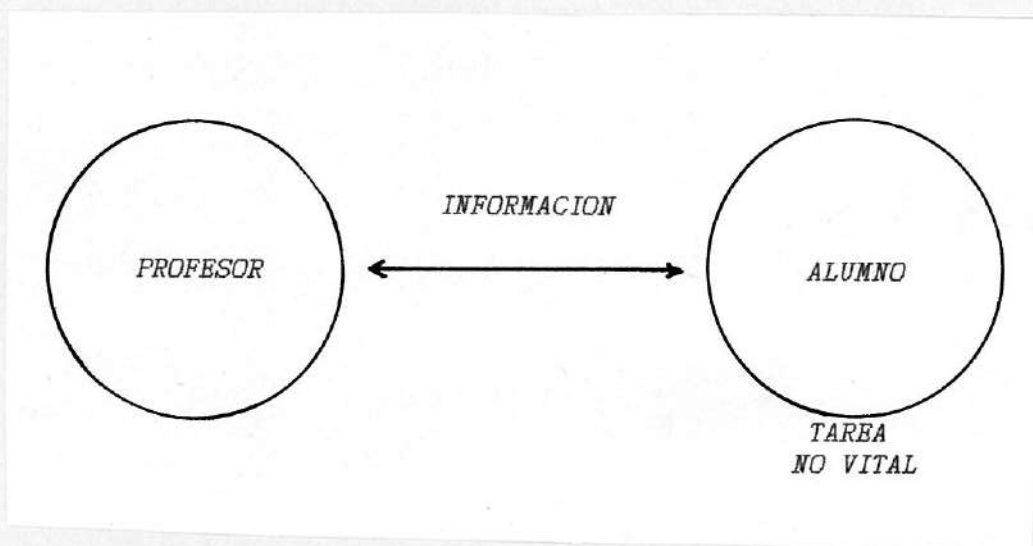 INFORMACION
PROFESOR
ALUMNO
TAREA
NO VITAL